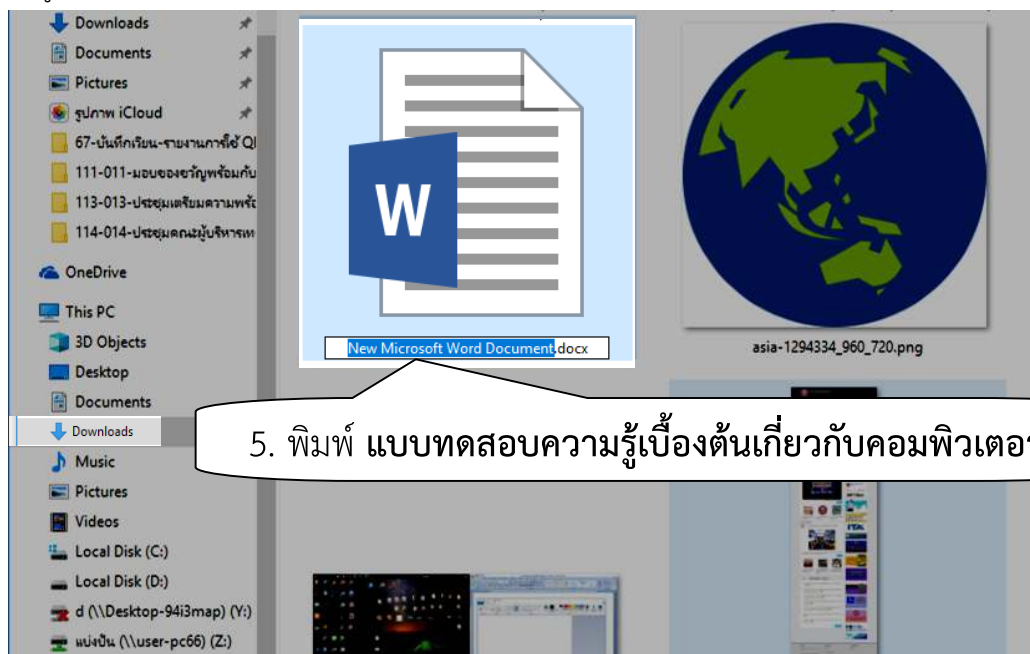 Downloads
Documents
Pictures
รูปภาพ iCloud
67-บันทึกเรียน-รายงานการใช้ QI
111-011-มอบของขวัญพร้อมกับ
113-013-ประชุมเตรียมความพร้อ
114-014-ประชุมคณะผู้บริหารเท
OneDrive
This PC
3D Objects
Desktop
Documents
Downloads
Music
Pictures
Videos
Local Disk (C:)
Local Disk (D:)
d (\\Desktop-94i3map) (Y:)
แบ่งปัน (\\user-pc66) (Z:)
W
New Microsoft Word Document.docx
asia-1294334_960_720.png
5. พิมพ์ แบบทดสอบความรู้เบื้องต้นเกี่ยวกับคอมพิวเตอร